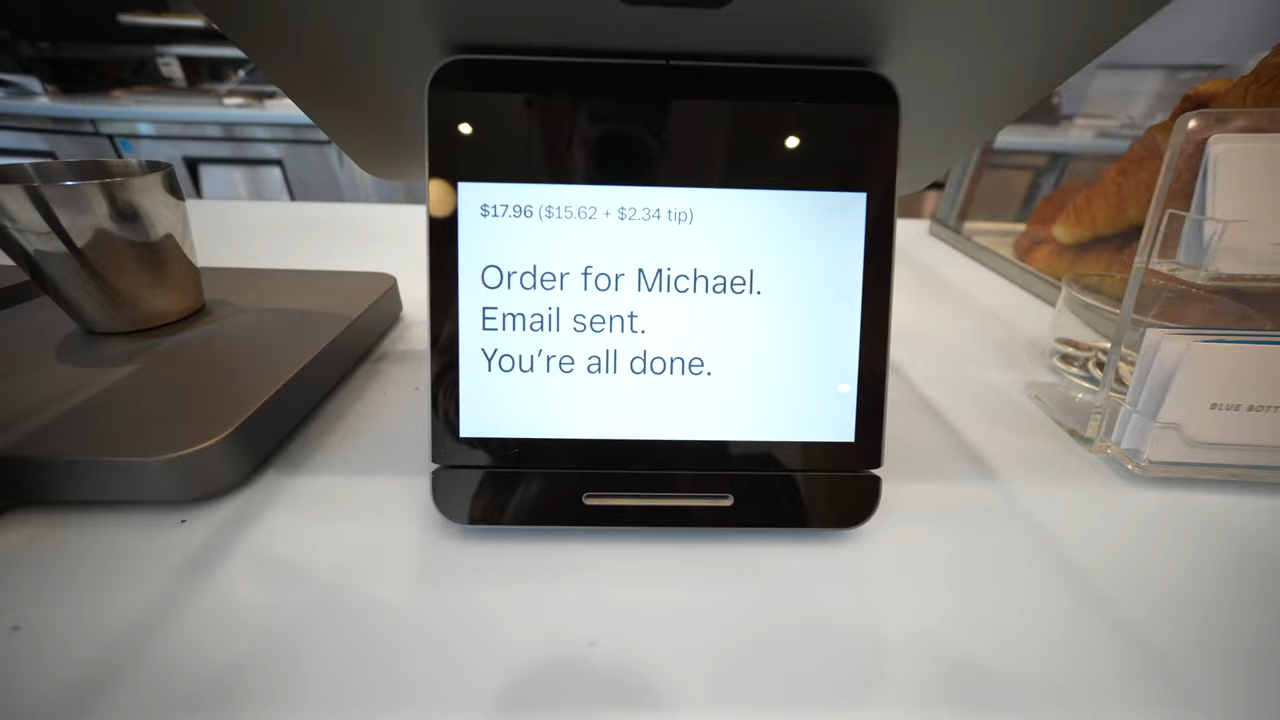 $17.96 ($15.62 + $2.34 tip)
Order for Michael.
Email sent.
You're all done.
BLUE BOTT